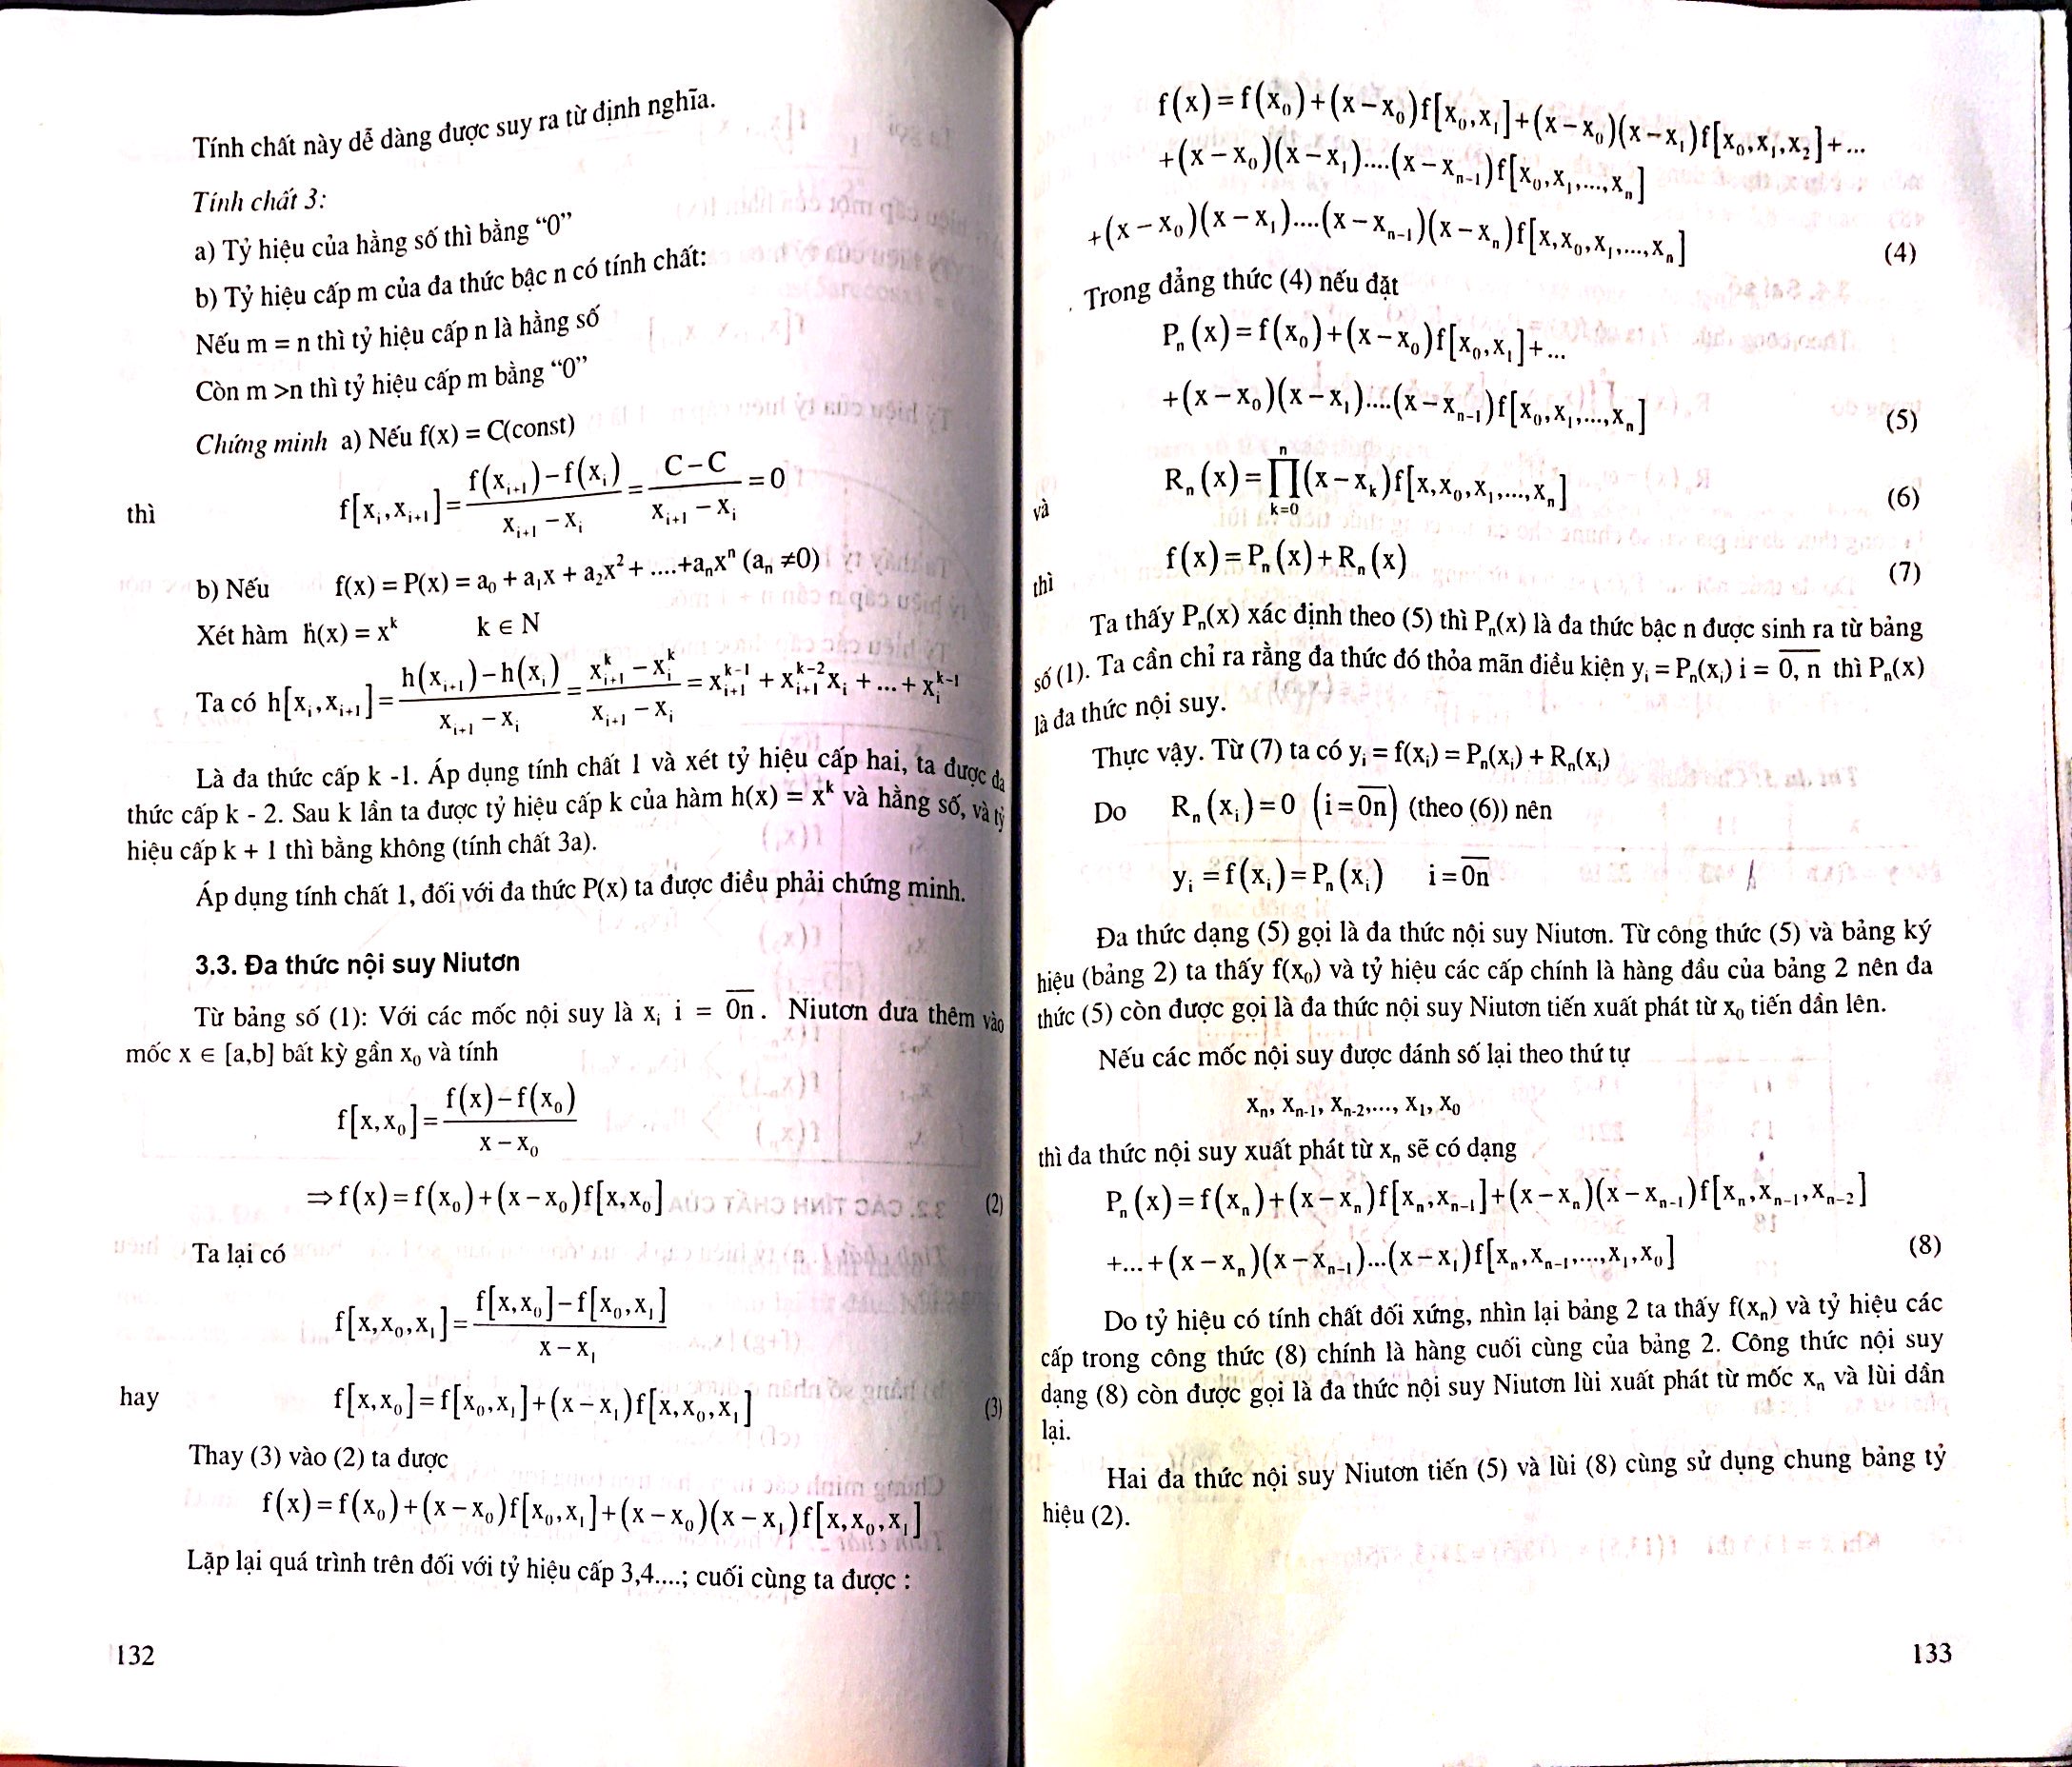 Tính chất này dễ dàng được suy ra từ định nghĩa.
Tính chất 3:
a) Tỷ hiệu của hằng số thì bằng “0”
b) Tỷ hiệu cấp m của đa thức bậc n có tính chất:
Nếu m = n thì tỷ hiệu cấp n là hằng số
Còn m >n thì tỷ hiệu cấp m bằng “0”
Chứng minh a) Nếu f(x) = C(const)
thì f[x_i,x_{i+1}] = (f(x_{i+1}) − f(x_i))/(x_{i+1} − x_i) = (C − C)/(x_{i+1} − x_i) = 0
b) Nếu f(x) = P(x) = a_0 + a_1x + a_2x^2 + ....+a_nx^n (a_n ≠0)
Xét hàm h(x) = x^k k ∈ N
Ta có h[x_i,x_{i+1}] = (h(x_{i+1}) − h(x_i))/(x_{i+1} − x_i) = (x_{i+1}^k − x_i^k)/(x_{i+1} − x_i) = x_{i+1}^{k−1} + x_{i+1}^{k−2}x_i + ... + x_i^{k−1}
Là đa thức cấp k -1. Áp dụng tính chất 1 và xét tỷ hiệu cấp hai, ta được đa
thức cấp k - 2. Sau k lần ta được tỷ hiệu cấp k của hàm h(x) = x^k và hằng số, và tỷ
hiệu cấp k + 1 thì bằng không (tính chất 3a).
Áp dụng tính chất 1, đối với đa thức P(x) ta được điều phải chứng minh.
3.3. Đa thức nội suy Niutơn
Từ bảng số (1): Với các mốc nội suy là x_i i = \overline{0n}. Niutơn đưa thêm vào
mốc x ∈ [a,b] bất kỳ gần x_0 và tính
f[x,x_0] = (f(x) − f(x_0))/(x − x_0)
⇒ f(x) = f(x_0) + (x − x_0)f[x,x_0] (2)
Ta lại có
f[x,x_0,x_1] = (f[x,x_0] − f[x_0,x_1])/(x − x_1)
hay f[x,x_0] = f[x_0,x_1] + (x − x_1)f[x,x_0,x_1] (3)
Thay (3) vào (2) ta được
f(x) = f(x_0) + (x − x_0)f[x_0,x_1] + (x − x_0)(x − x_1)f[x,x_0,x_1]
Lặp lại quá trình trên đối với tỷ hiệu cấp 3,4....; cuối cùng ta được :
132
f(x) = f(x_0) + (x − x_0)f[x_0,x_1] + (x − x_0)(x − x_1)f[x_0,x_1,x_2] + ...
+(x − x_0)(x − x_1)....(x − x_{n−1})f[x_0,x_1,...,x_n]
+(x − x_0)(x − x_1)....(x − x_{n−1})(x − x_n)f[x,x_0,x_1,...,x_n] (4)
Trong đẳng thức (4) nếu đặt
P_n(x) = f(x_0) + (x − x_0)f[x_0,x_1] + ...
+(x − x_0)(x − x_1)....(x − x_{n−1})f[x_0,x_1,...,x_n] (5)
và R_n(x) = ∏_{k=0}^{n}(x − x_k)f[x,x_0,x_1,...,x_n] (6)
thì f(x) = P_n(x) + R_n(x) (7)
Ta thấy P_n(x) xác định theo (5) thì P_n(x) là đa thức bậc n được sinh ra từ bảng
số (1). Ta cần chỉ ra rằng đa thức đó thỏa mãn điều kiện y_i = P_n(x_i) i = \overline{0, n} thì P_n(x)
là đa thức nội suy.
Thực vậy. Từ (7) ta có y_i = f(x_i) = P_n(x_i) + R_n(x_i)
Do R_n(x_i) = 0 (i = \overline{0n}) (theo (6)) nên
y_i = f(x_i) = P_n(x_i) i = \overline{0n}
Đa thức dạng (5) gọi là đa thức nội suy Niutơn. Từ công thức (5) và bảng ký
hiệu (bảng 2) ta thấy f(x_0) và tỷ hiệu các cấp chính là hàng đầu của bảng 2 nên đa
thức (5) còn được gọi là đa thức nội suy Niutơn tiến xuất phát từ x_0 tiến dần lên.
Nếu các mốc nội suy được đánh số lại theo thứ tự
x_n, x_{n-1}, x_{n-2},..., x_1, x_0
thì đa thức nội suy xuất phát từ x_n sẽ có dạng
P_n(x) = f(x_n) + (x − x_n)f[x_n,x_{n−1}] + (x − x_n)(x − x_{n−1})f[x_n,x_{n−1},x_{n−2}]
+... + (x − x_n)(x − x_{n−1})...(x − x_1)f[x_n,x_{n−1},...,x_1,x_0] (8)
Do tỷ hiệu có tính chất đối xứng, nhìn lại bảng 2 ta thấy f(x_n) và tỷ hiệu các
cấp trong công thức (8) chính là hàng cuối cùng của bảng 2. Công thức nội suy
dạng (8) còn được gọi là đa thức nội suy Niutơn lùi xuất phát từ mốc x_n và lùi dần
lại.
Hai đa thức nội suy Niutơn tiến (5) và lùi (8) cùng sử dụng chung bảng tỷ
hiệu (2).
133